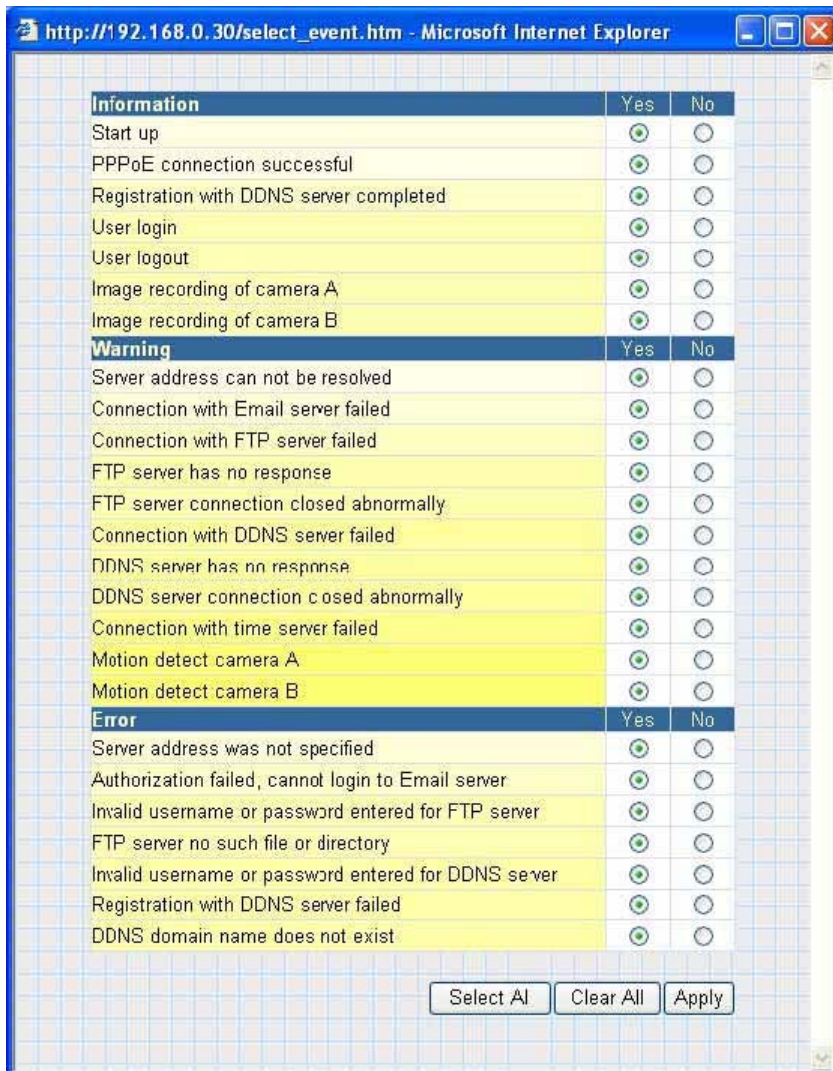 http://192.168.0.30/select_event.htm - Microsoft Internet Explorer
Information Yes No
Start up
PPPoE connection successful
Registration with DDNS server completed
User login
User logout
Image recording of camera A
Image recording of camera B
Warning Yes No
Server address can not be resolved
Connection with Email server failed
Connection with FTP server failed
FTP server has no response
FTP server connection closed abnormally
Connection with DDNS server failed
DDNS server has no response
DDNS server connection closed abnormally
Connection with time server failed
Motion detect camera A
Motion detect camera B
Error Yes No
Server address was not specified
Authorization failed, cannot login to Email server
Invalid username or password entered for FTP server
FTP server no such file or directory
Invalid username or password entered for DDNS server
Registration with DDNS server failed
DDNS domain name does not exist
Select Al Clear All Apply